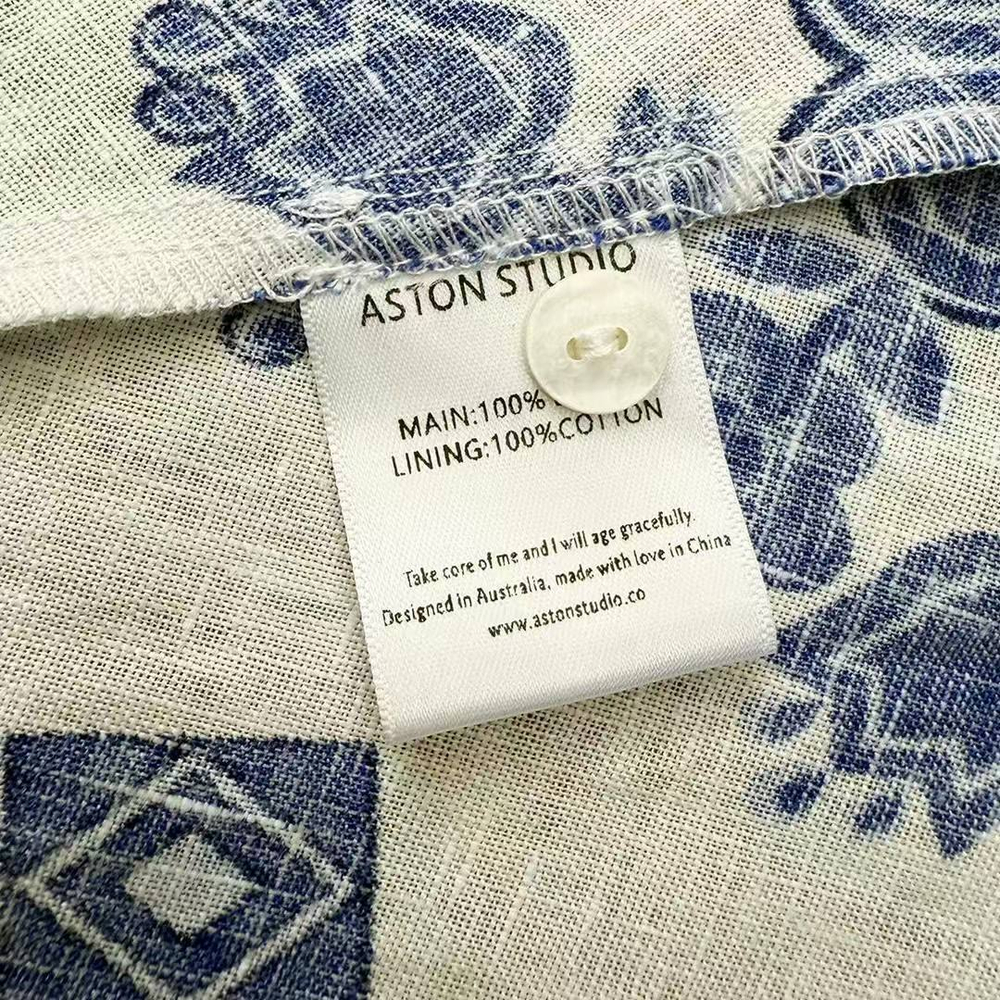 ASTON STUDIO
MAIN:100%
LINING:100%COTTON
Take core of me and I will age gracefully.
Designed in Australia, made with love in China
www.astonstudio.co